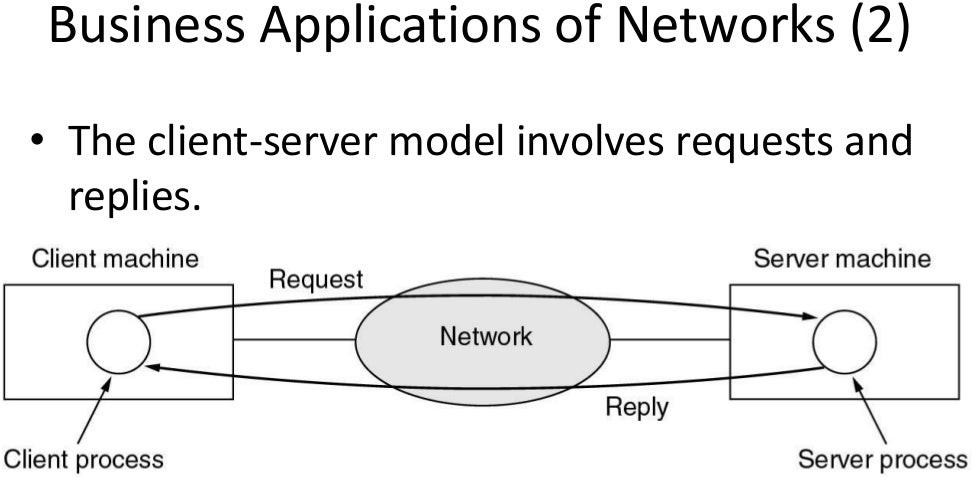 Business Applications of Networks (2)
• The client-server model involves requests and
replies.
Client machine
Server machine
Request
Network
Reply
Client process
Server process